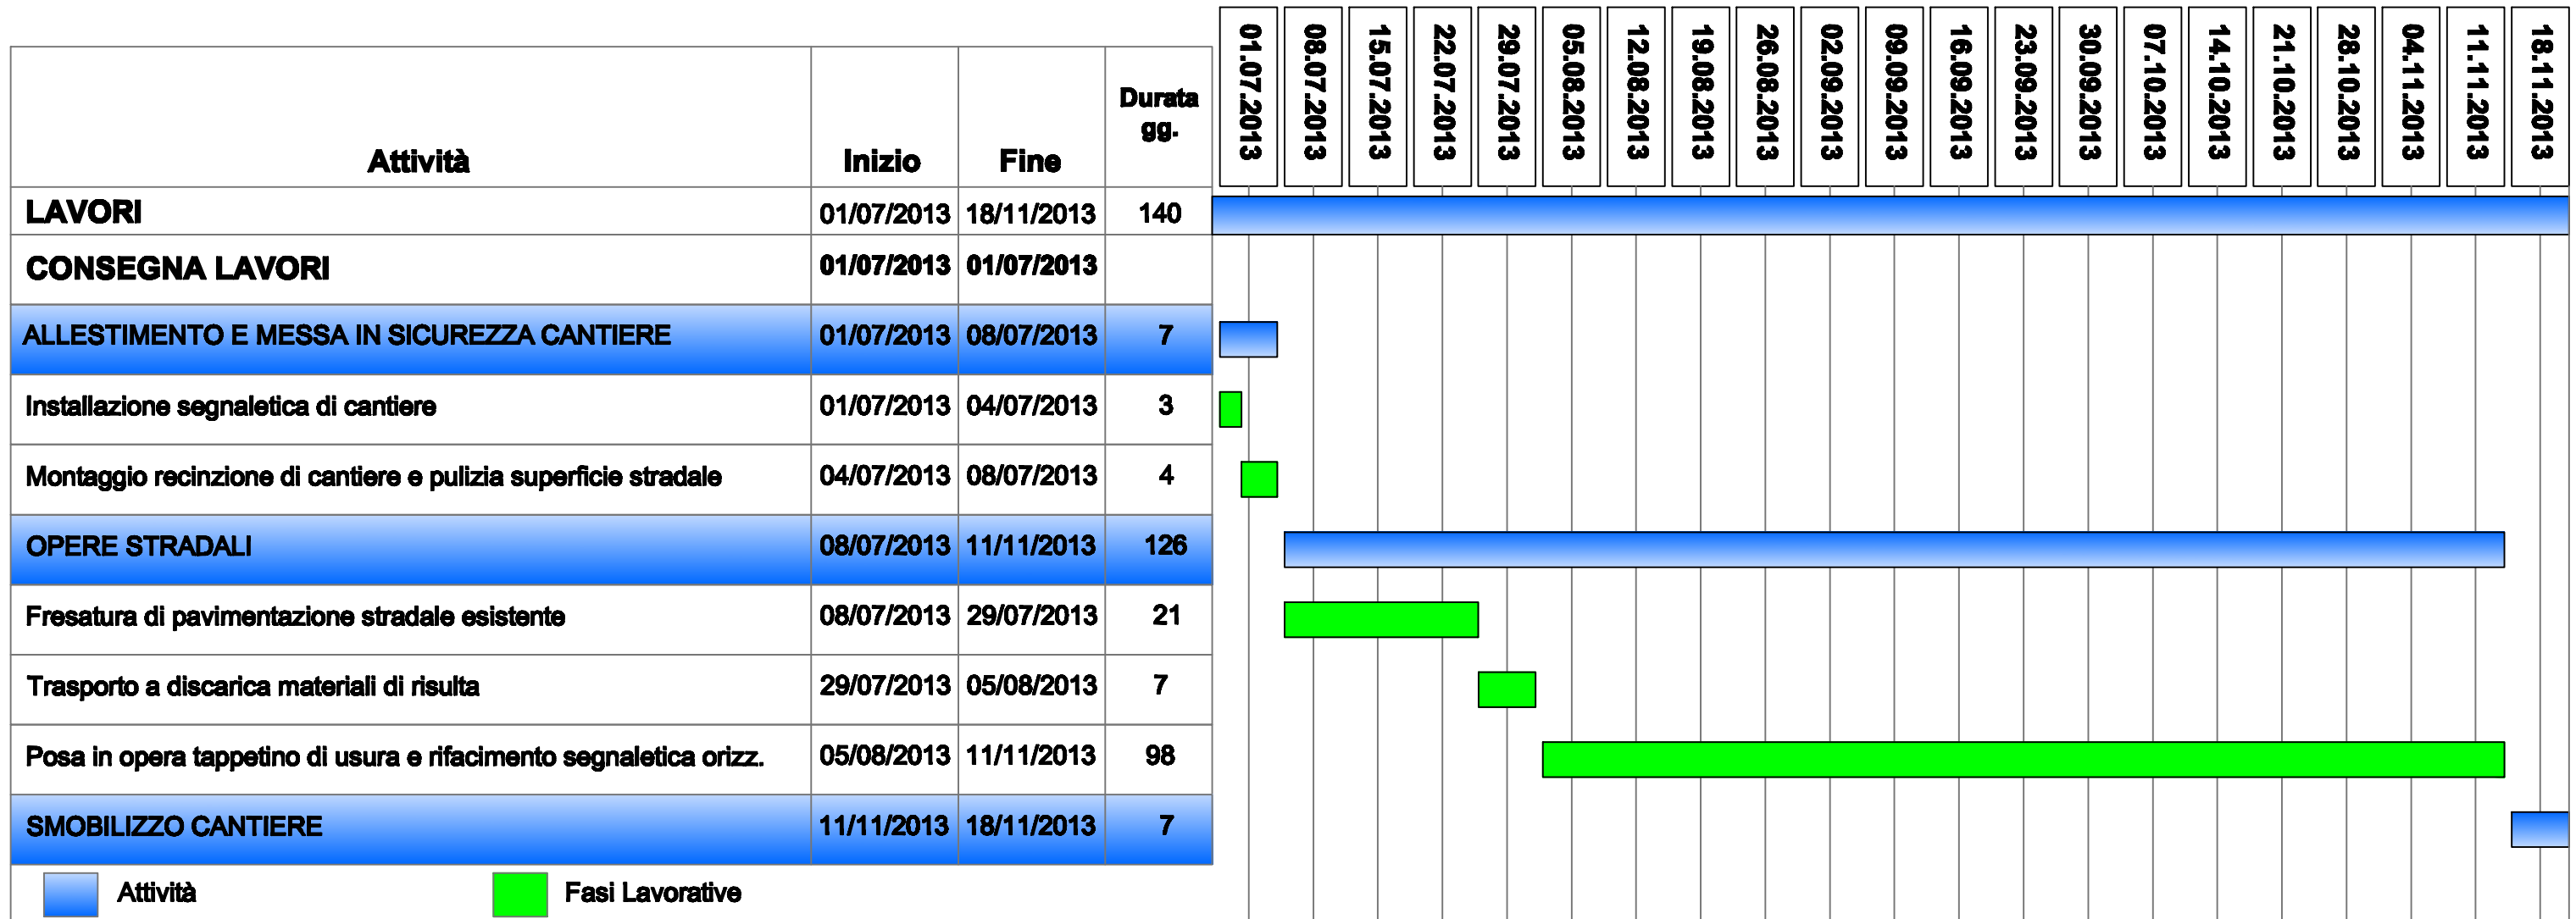 01.07.2013 08.07.2013 15.07.2013 22.07.2013 29.07.2013 05.08.2013 12.08.2013 19.08.2013 26.08.2013 02.09.2013 09.09.2013 16.09.2013 23.09.2013 30.09.2013 07.10.2013 14.10.2013 21.10.2013 28.10.2013 04.11.2013 11.11.2013 18.11.2013
Attività Inizio Fine Durata
gg.
LAVORI 01/07/2013 18/11/2013 140
CONSEGNA LAVORI 01/07/2013 01/07/2013
ALLESTIMENTO E MESSA IN SICUREZZA CANTIERE 01/07/2013 08/07/2013 7
Installazione segnaletica di cantiere 01/07/2013 04/07/2013 3
Montaggio recinzione di cantiere e pulizia superficie stradale 04/07/2013 08/07/2013 4
OPERE STRADALI 08/07/2013 11/11/2013 126
Fresatura di pavimentazione stradale esistente 08/07/2013 29/07/2013 21
Trasporto a discarica materiali di risulta 29/07/2013 05/08/2013 7
Posa in opera tappetino di usura e rifacimento segnaletica orizz. 05/08/2013 11/11/2013 98
SMOBILIZZO CANTIERE 11/11/2013 18/11/2013 7
Attività Fasi Lavorative